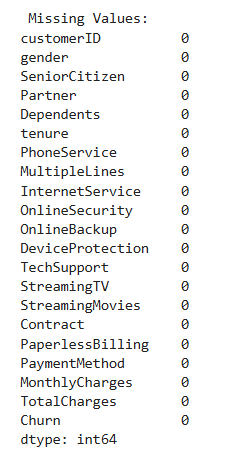 Missing Values:
customerID 0
gender 0
SeniorCitizen 0
Partner 0
Dependents 0
tenure 0
PhoneService 0
MultipleLines 0
InternetService 0
OnlineSecurity 0
OnlineBackup 0
DeviceProtection 0
TechSupport 0
StreamingTV 0
StreamingMovies 0
Contract 0
PaperlessBilling 0
PaymentMethod 0
MonthlyCharges 0
TotalCharges 0
Churn 0
dtype: int64